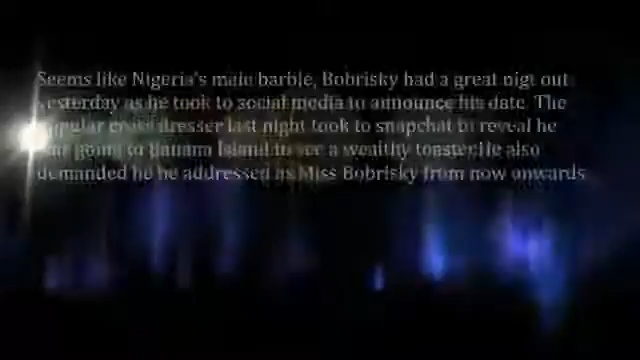 Seems like Nigeria's male barbie, Bobrisky had a great nigt out
yesterday as he took to social media to announce his date. The
popular cross dresser last night took to snapchat to reveal he
was going to Banana Island to see a wealthy toaster.He also
demanded he be addressed as Miss Bobrisky from now onwards